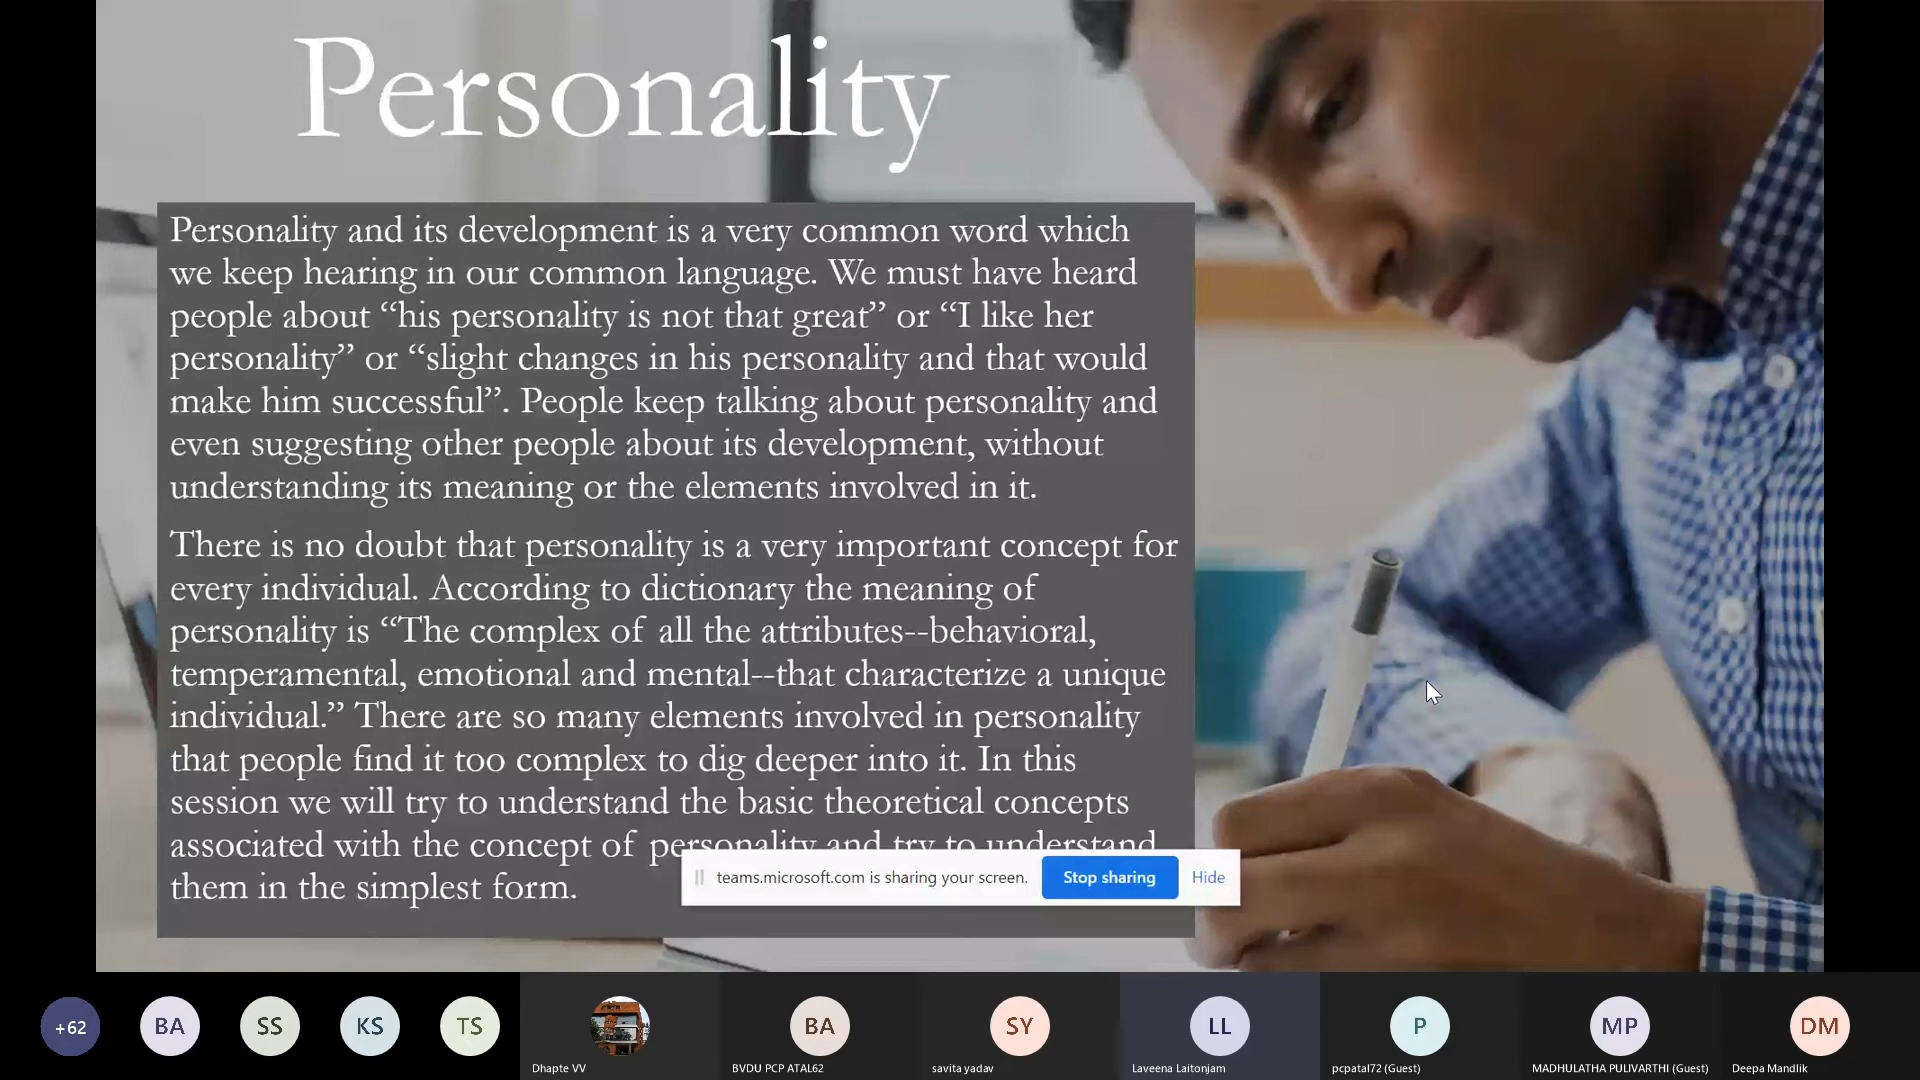 Personality
Personality and its development is a very common word which
we keep hearing in our common language. We must have heard
people about “his personality is not that great” or “I like her
personality” or “slight changes in his personality and that would
make him successful”. People keep talking about personality and
even suggesting other people about its development, without
understanding its meaning or the elements involved in it.
There is no doubt that personality is a very important concept for
every individual. According to dictionary the meaning of
personality is “The complex of all the attributes--behavioral,
temperamental, emotional and mental--that characterize a unique
individual.” There are so many elements involved in personality
that people find it too complex to dig deeper into it. In this
session we will try to understand the basic theoretical concepts
associated with the concept of personality and try to understand
them in the simplest form.
teams.microsoft.com is sharing your screen.
Stop sharing
Hide
+62
BA
SS
KS
TS
BA
SY
LL
P
MP
DM
Dhapte VV
BVDU PCP ATAL62
savita yadav
Laveena Laitonjam
pcpatal72 (Guest)
MADHULATHA PULIVARTHI (Guest)
Deepa Mandlik